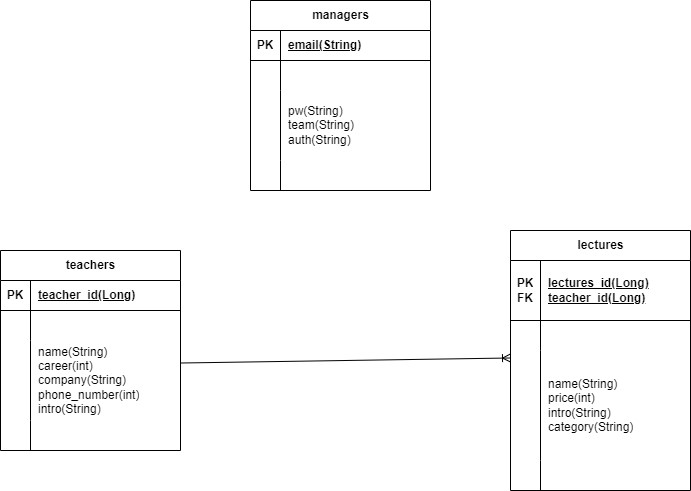 managers
PK email(String)
pw(String)
team(String)
auth(String)
teachers
PK teacher_id(Long)
name(String)
career(int)
company(String)
phone_number(int)
intro(String)
lectures
PK lectures_id(Long)
FK teacher_id(Long)
name(String)
price(int)
intro(String)
category(String)